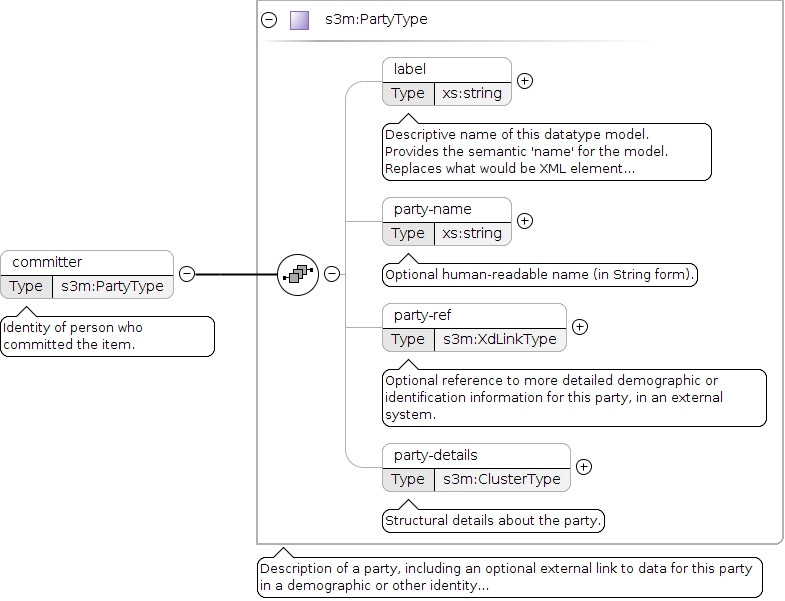 s3m:PartyType
label
Type xs:string
Descriptive name of this datatype model.
Provides the semantic 'name' for the model.
Replaces what would be XML element...
party-name
Type xs:string
Optional human-readable name (in String form).
committer
Type s3m:PartyType
Identity of person who
committed the item.
party-ref
Type s3m:XdLinkType
Optional reference to more detailed demographic or
identification information for this party, in an external
system.
party-details
Type s3m:ClusterType
Structural details about the party.
Description of a party, including an optional external link to data for this party
in a demographic or other identity...